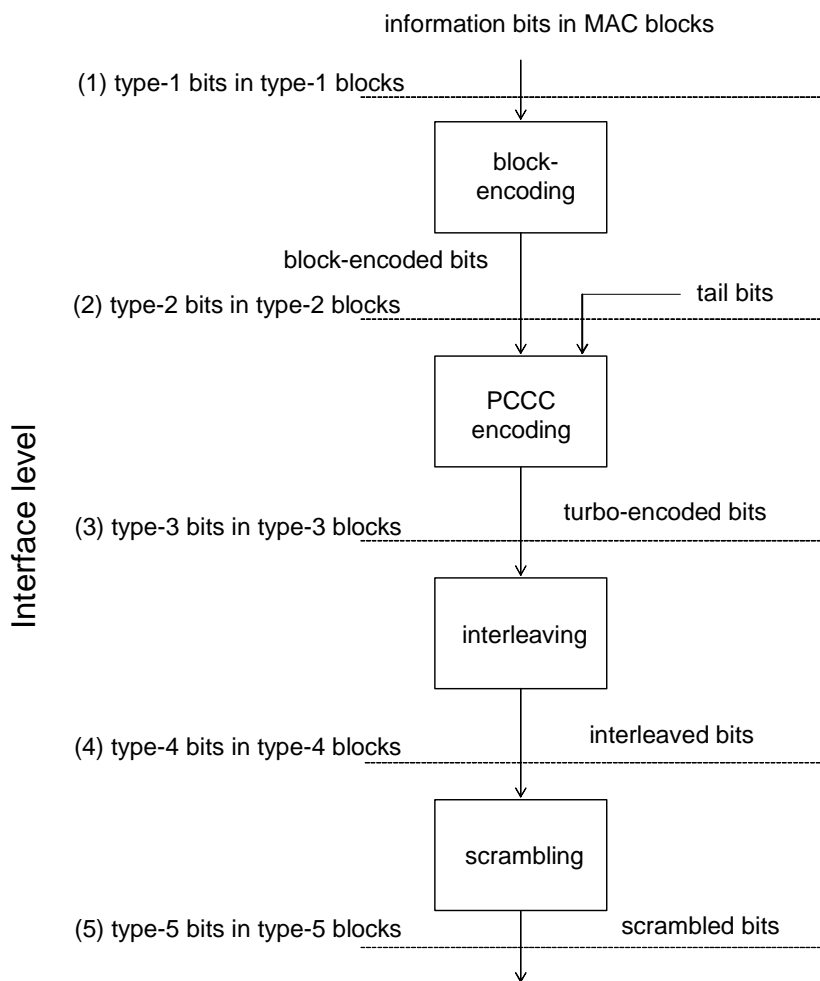 information bits in MAC blocks
(1) type-1 bits in type-1 blocks
block-
encoding
block-encoded bits
(2) type-2 bits in type-2 blocks
tail bits
PCCC
encoding
Interface level
(3) type-3 bits in type-3 blocks
turbo-encoded bits
interleaving
(4) type-4 bits in type-4 blocks
interleaved bits
scrambling
(5) type-5 bits in type-5 blocks
scrambled bits